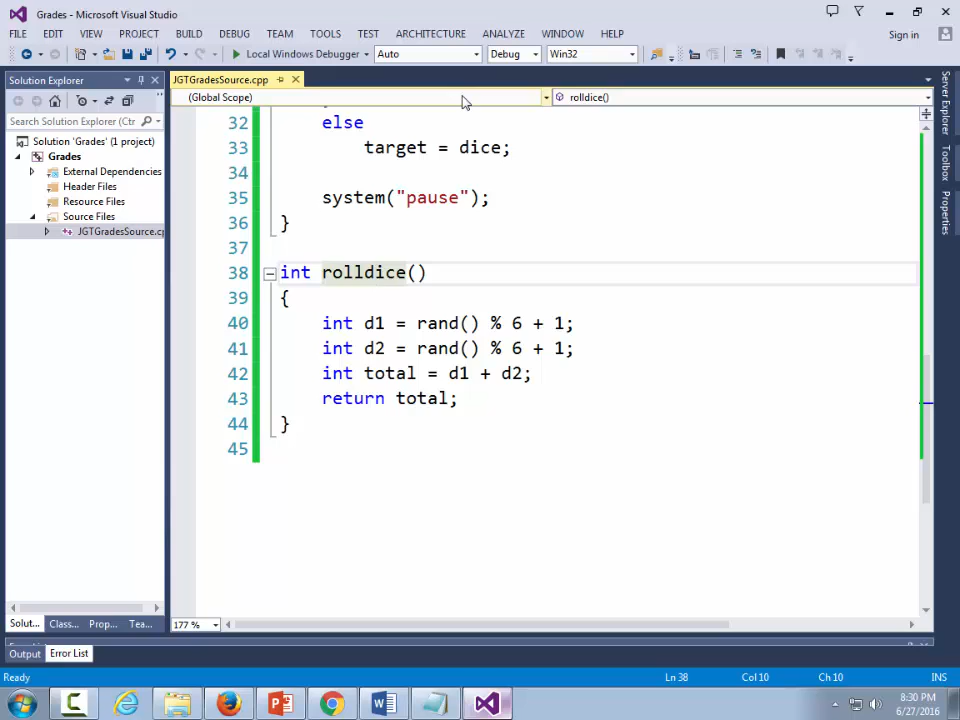 Grades - Microsoft Visual Studio
FILE EDIT VIEW PROJECT BUILD DEBUG TEAM TOOLS TEST ARCHITECTURE ANALYZE WINDOW HELP Sign in
Local Windows Debugger Auto Debug Win32
Solution Explorer
JGTGradesSource.cpp
(Global Scope) rolldice()
Search Solution Explorer (Ctr
Solution 'Grades' (1 project)
Grades
External Dependencies
Header Files
Resource Files
Source Files
JGTGradesSource.c
32 else
33 target = dice;
34
35 system("pause");
36 }
37
38 int rolldice()
39 {
40 int d1 = rand() % 6 + 1;
41 int d2 = rand() % 6 + 1;
42 int total = d1 + d2;
43 return total;
44 }
45
Server Explorer
Toolbox
Properties
Solut... Class... Prop... Tea...
177 %
Output Error List
Ready Ln 38 Col 10 Ch 10 INS
8:30 PM
6/27/2016